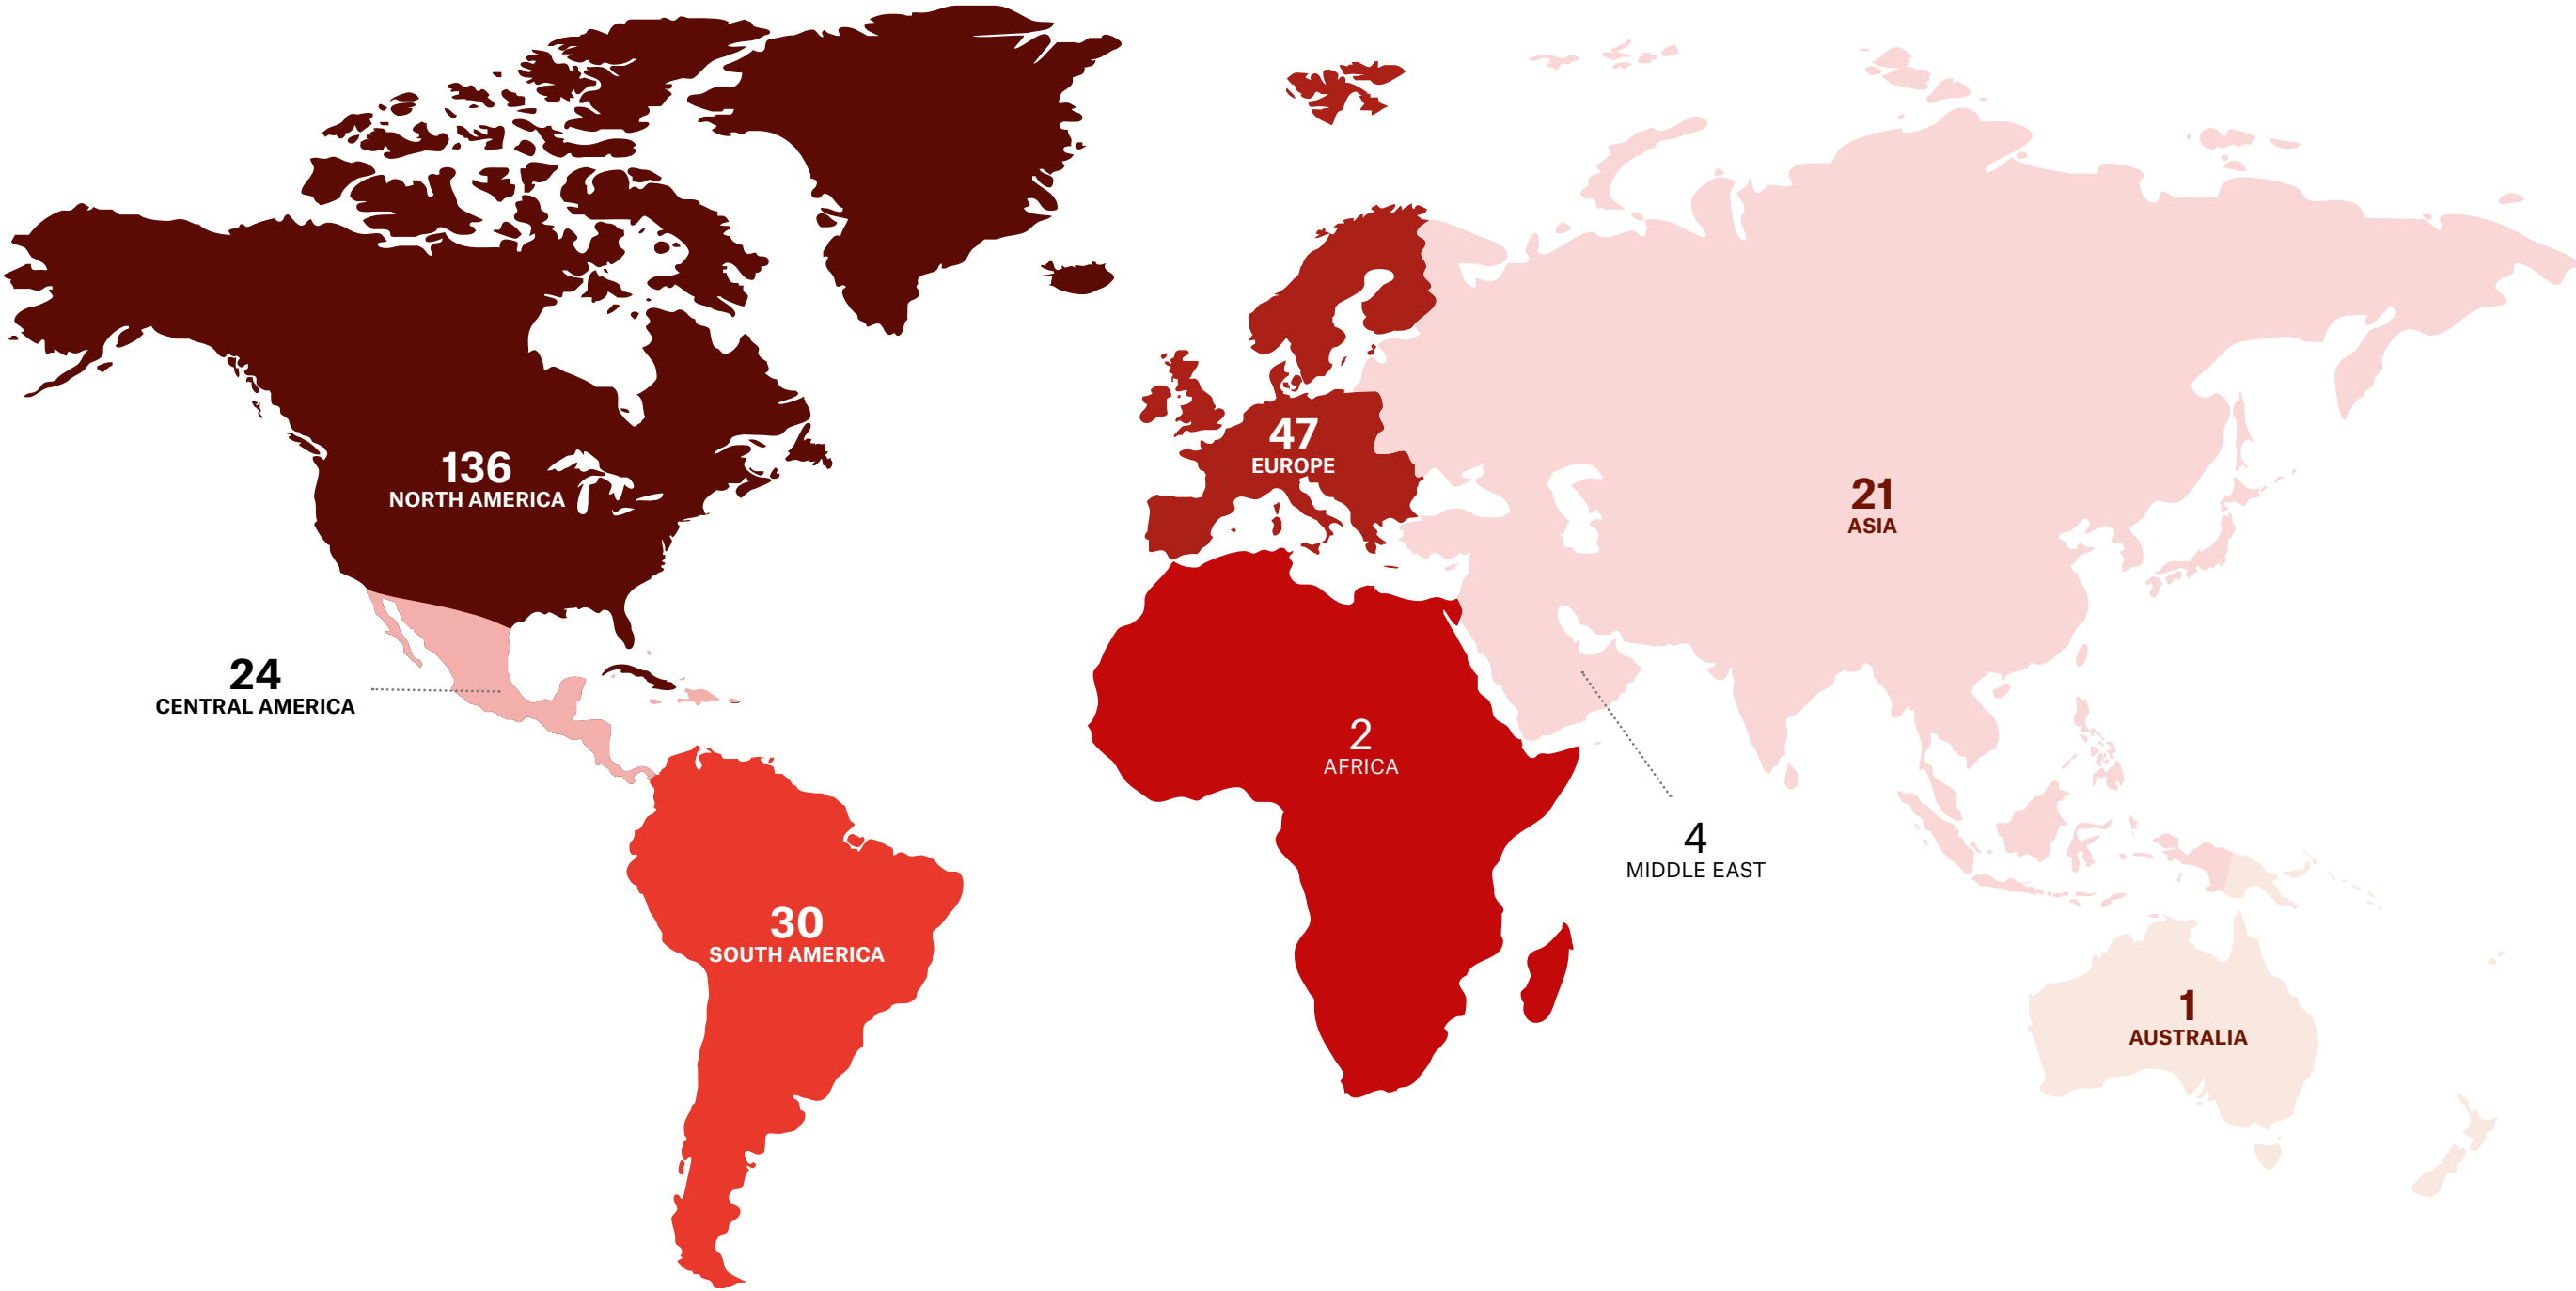 136
NORTH AMERICA
47
EUROPE
21
ASIA
24
CENTRAL AMERICA
2
AFRICA
4
MIDDLE EAST
30
SOUTH AMERICA
1
AUSTRALIA